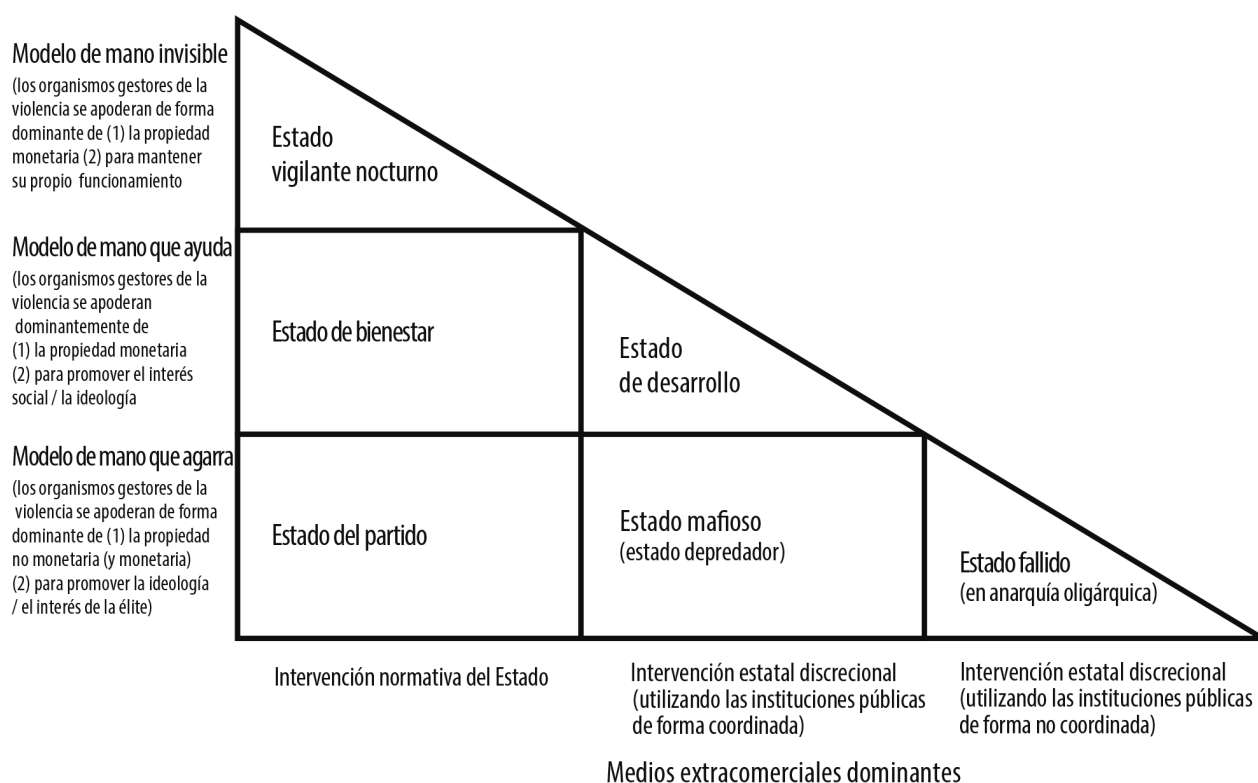 Modelo de mano invisible
(los organismos gestores de la
violencia se apoderan de forma
dominante de (1) la propiedad
monetaria (2) para mantener
su propio funcionamiento
Estado
vigilante nocturno
Modelo de mano que ayuda
(los organismos gestores de la
violencia se apoderan
dominantemente de
(1) la propiedad monetaria
(2) para promover el interés
social / la ideología
Estado de bienestar
Estado
de desarrollo
Modelo de mano que agarra
(los organismos gestores de la
violencia se apoderan de forma
dominante de (1) la propiedad
no monetaria (y monetaria)
(2) para promover la ideología
/ el interés de la élite)
Estado del partido
Estado mafioso
(estado depredador)
Estado fallido
(en anarquía oligárquica)
Intervención normativa del Estado
Intervención estatal discrecional
(utilizando las instituciones públicas
de forma coordinada)
Intervención estatal discrecional
(utilizando las instituciones públicas
de forma no coordinada)
Medios extracomerciales dominantes